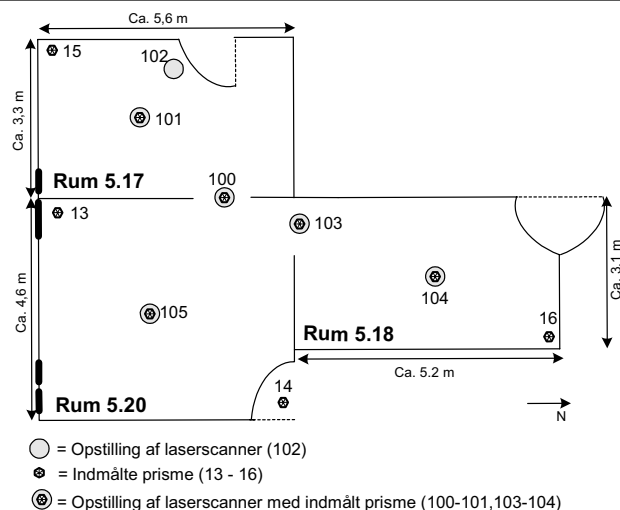 Ca. 5,6 m
15
102
Ca. 3,3 m
101
Rum 5.17
100
13
103
Ca. 4,6 m
105
104
Ca. 3.1 m
16
Rum 5.18
Ca. 5.2 m
14
Rum 5.20
N
= Opstilling af laserscanner (102)
= Indmålte prisme (13 - 16)
= Opstilling af laserscanner med indmålt prisme (100-101,103-104)